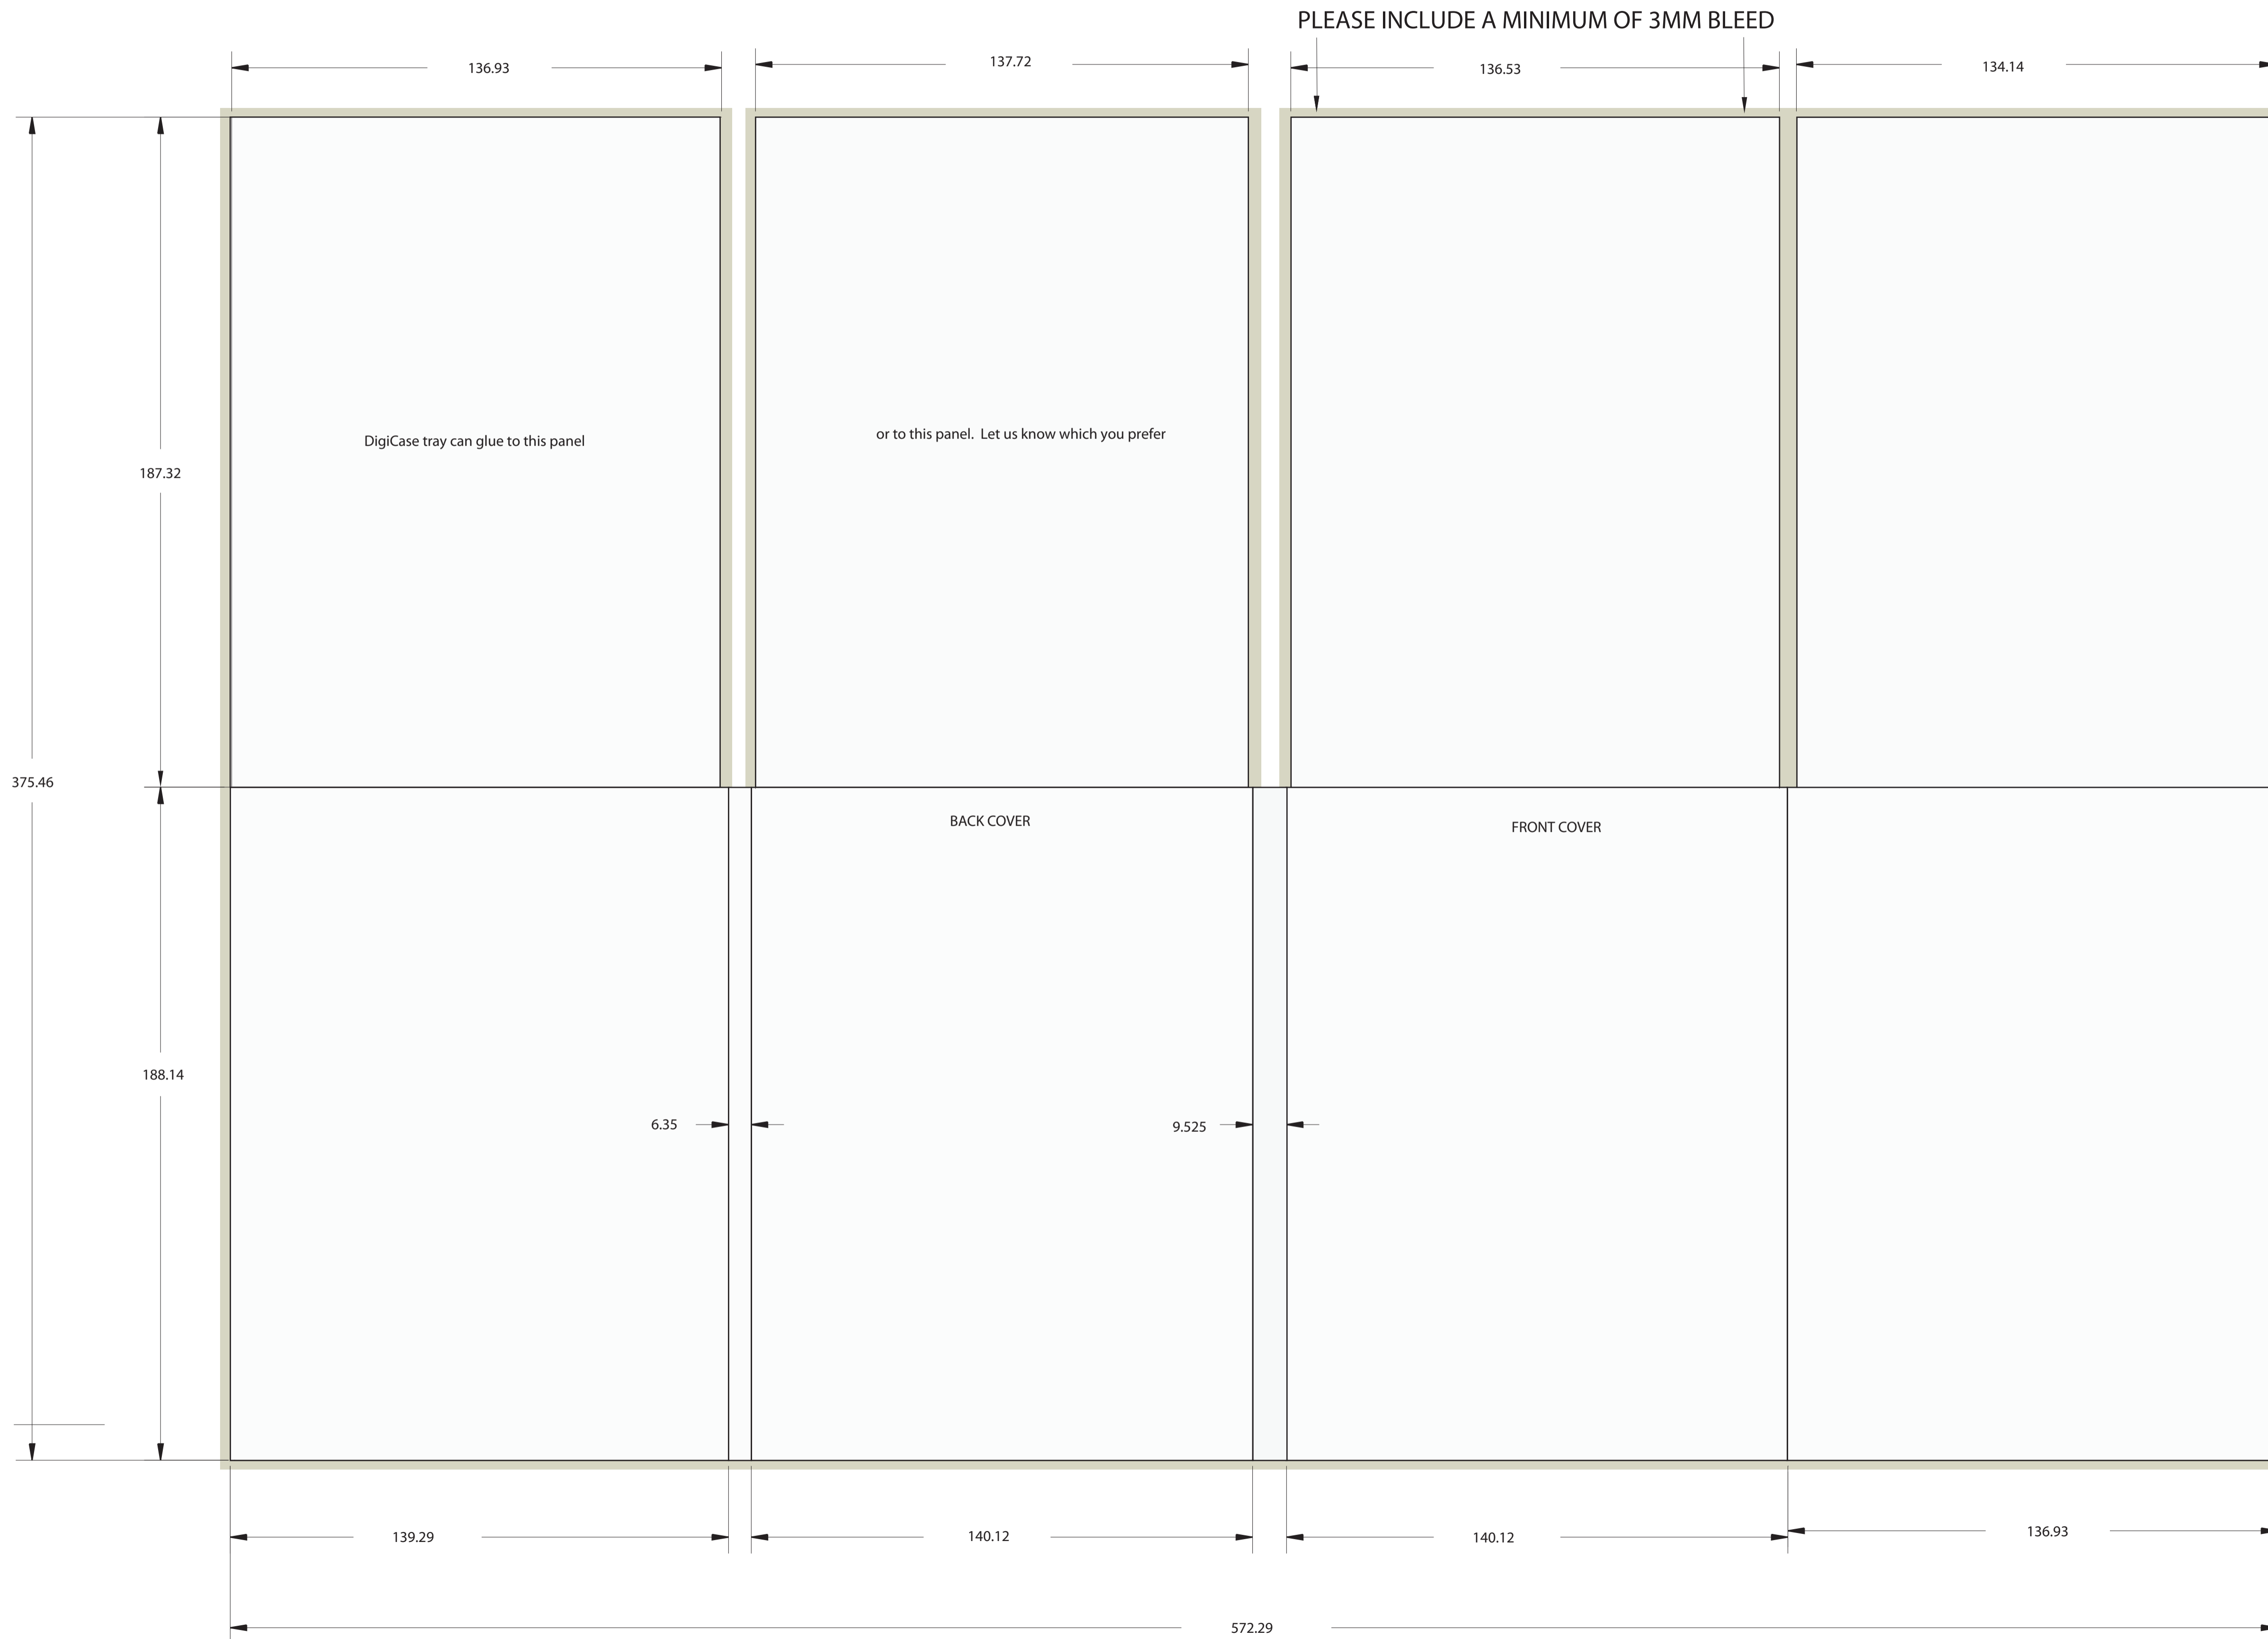 PLEASE INCLUDE A MINIMUM OF 3MM BLEED
136.93
137.72
136.53
134.14
DigiCase tray can glue to this panel
or to this panel.  Let us know which you prefer
187.32
375.46
BACK COVER
FRONT COVER
188.14
6.35
9.525
139.29
140.12
140.12
136.93
572.29